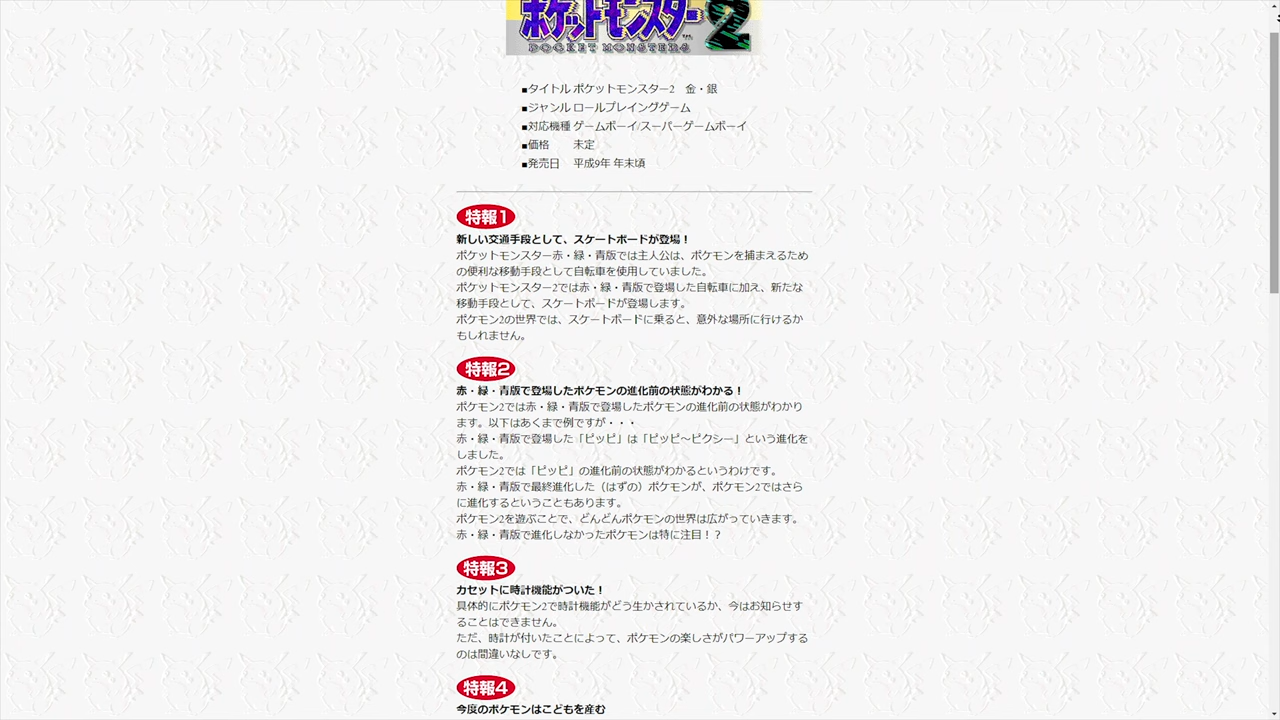 ポケットモンスター2
POCKET MONSTERS
■タイトル ポケットモンスター2　金・銀
■ジャンル ロールプレイングゲーム
■対応機種 ゲームボーイ/スーパーゲームボーイ
■価格　　未定
■発売日　平成9年 年末頃
特報1
新しい交通手段として、スケートボードが登場！
ポケットモンスター赤・緑・青版では主人公は、ポケモンを捕まえるため
の便利な移動手段として自転車を使用していました。
ポケットモンスター2では赤・緑・青版で登場した自転車に加え、新たな
移動手段として、スケートボードが登場します。
ポケモン2の世界では、スケートボードに乗ると、意外な場所に行けるか
もしれません。
特報2
赤・緑・青版で登場したポケモンの進化前の状態がわかる！
ポケモン2では赤・緑・青版で登場したポケモンの進化前の状態がわかり
ます。以下はあくまで例ですが・・・
赤・緑・青版で登場した「ピッピ」は「ピッピ～ピクシー」という進化を
しました。
ポケモン2では「ピッピ」の進化前の状態がわかるというわけです。
赤・緑・青版で最終進化した（はずの）ポケモンが、ポケモン2ではさら
に進化するということもあります。
ポケモン2を遊ぶことで、どんどんポケモンの世界は広がっていきます。
赤・緑・青版で進化しなかったポケモンは特に注目！？
特報3
カセットに時計機能がついた！
具体的にポケモン2で時計機能がどう生かされているか、今はお知らせす
ることはできません。
ただ、時計が付いたことによって、ポケモンの楽しさがパワーアップする
のは間違いなしです。
特報4
今度のポケモンはこどもを産む